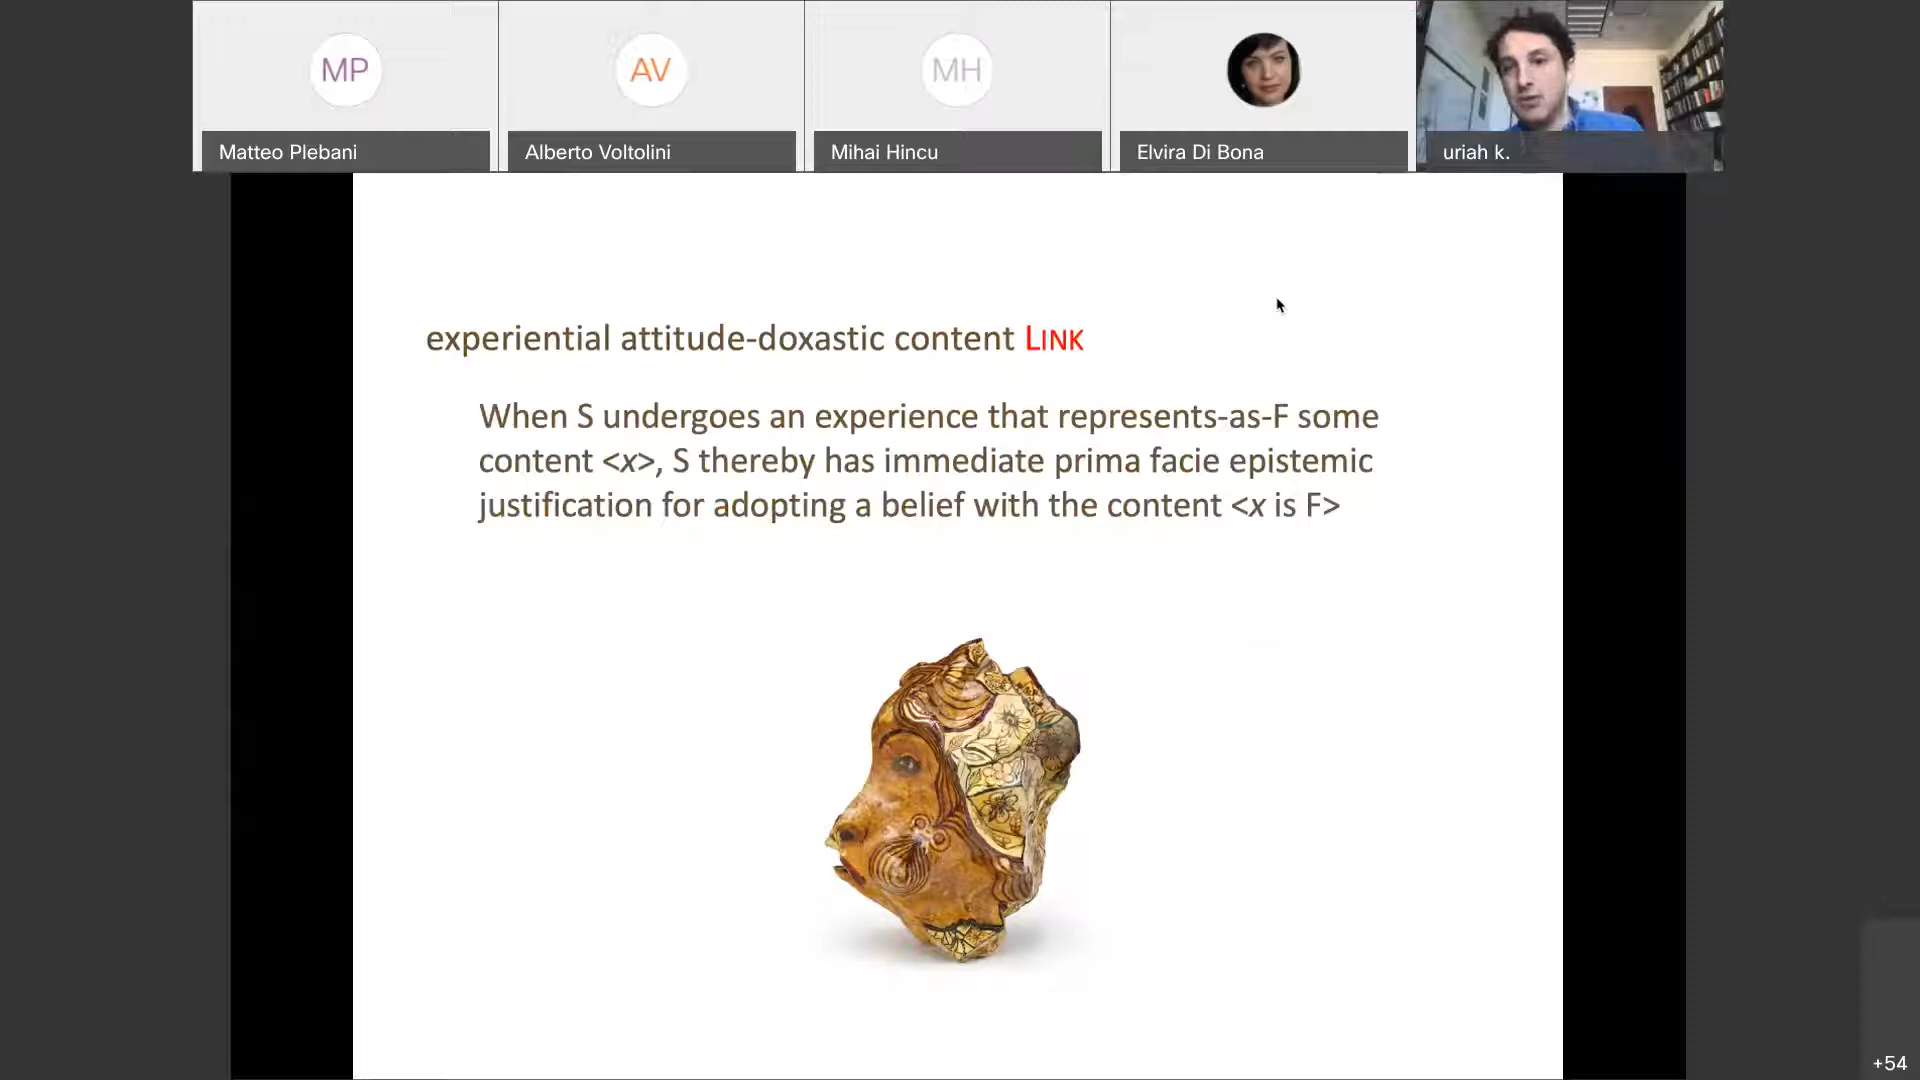 MP
AV
MH
Matteo Plebani
Alberto Voltolini
Mihai Hincu
Elvira Di Bona
uriah k.
experiential attitude-doxastic content LINK
When S undergoes an experience that represents-as-F some
content <x>, S thereby has immediate prima facie epistemic
justification for adopting a belief with the content <x is F>
+54